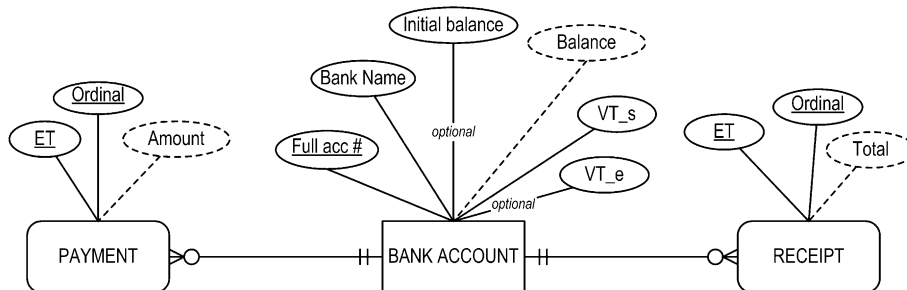 Initial balance
Balance
Bank Name
Ordinal
ET
Amount
optional
Full acc #
VT_s
VT_e
optional
Ordinal
ET
Total
PAYMENT
BANK ACCOUNT
RECEIPT